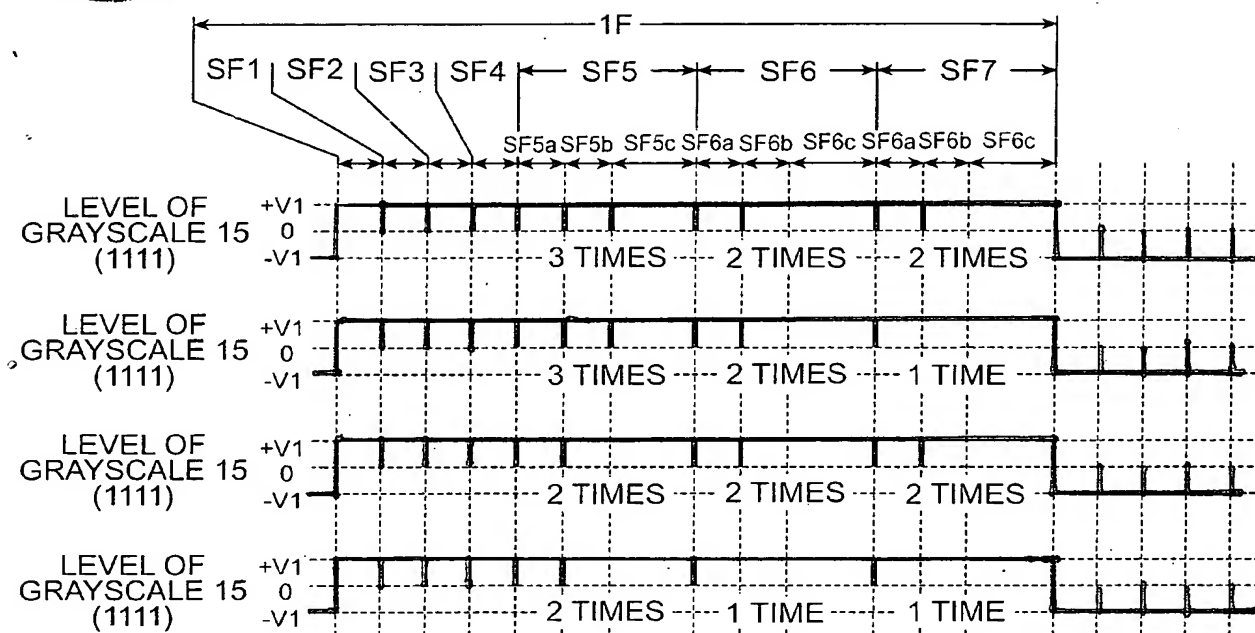 1F
SF1 SF2 SF3 SF4 SF5 SF6 SF7
SF5a SF5b SF5c SF6a SF6b SF6c SF6a SF6b SF6c
LEVEL OF GRAYSCALE 15 (1111)
+V1
0
-V1
3 TIMES 2 TIMES 2 TIMES
LEVEL OF GRAYSCALE 15 (1111)
+V1
0
-V1
3 TIMES 2 TIMES 1 TIME
LEVEL OF GRAYSCALE 15 (1111)
+V1
0
-V1
2 TIMES 2 TIMES 2 TIMES
LEVEL OF GRAYSCALE 15 (1111)
+V1
0
-V1
2 TIMES 1 TIME 1 TIME